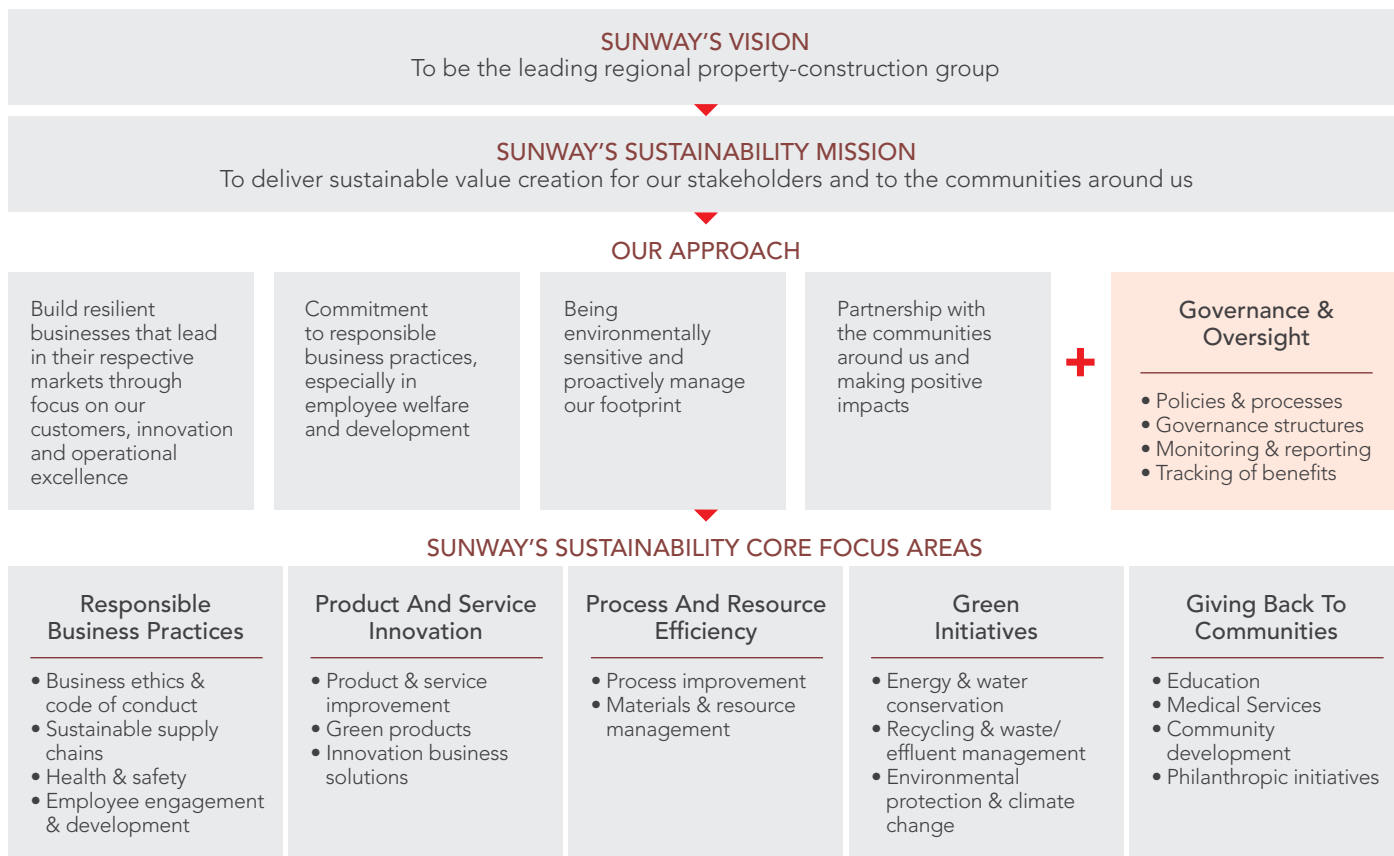 SUNWAY'S VISION
To be the leading regional property-construction group
SUNWAY'S SUSTAINABILITY MISSION
To deliver sustainable value creation for our stakeholders and to the communities around us
OUR APPROACH
Build resilient
businesses that lead
in their respective
markets through
focus on our
customers, innovation
and operational
excellence
Commitment
to responsible
business practices,
especially in
employee welfare
and development
Being
environmentally
sensitive and
proactively manage
our footprint
Partnership with
the communities
around us and
making positive
impacts
+
Governance &
Oversight
• Policies & processes
• Governance structures
• Monitoring & reporting
• Tracking of benefits
SUNWAY'S SUSTAINABILITY CORE FOCUS AREAS
Responsible
Business Practices
• Business ethics &
code of conduct
• Sustainable supply
chains
• Health & safety
• Employee engagement
& development
Product And Service
Innovation
• Product & service
improvement
• Green products
• Innovation business
solutions
Process And Resource
Efficiency
• Process improvement
• Materials & resource
management
Green
Initiatives
• Energy & water
conservation
• Recycling & waste/
effluent management
• Environmental
protection & climate
change
Giving Back To
Communities
• Education
• Medical Services
• Community
development
• Philanthropic initiatives